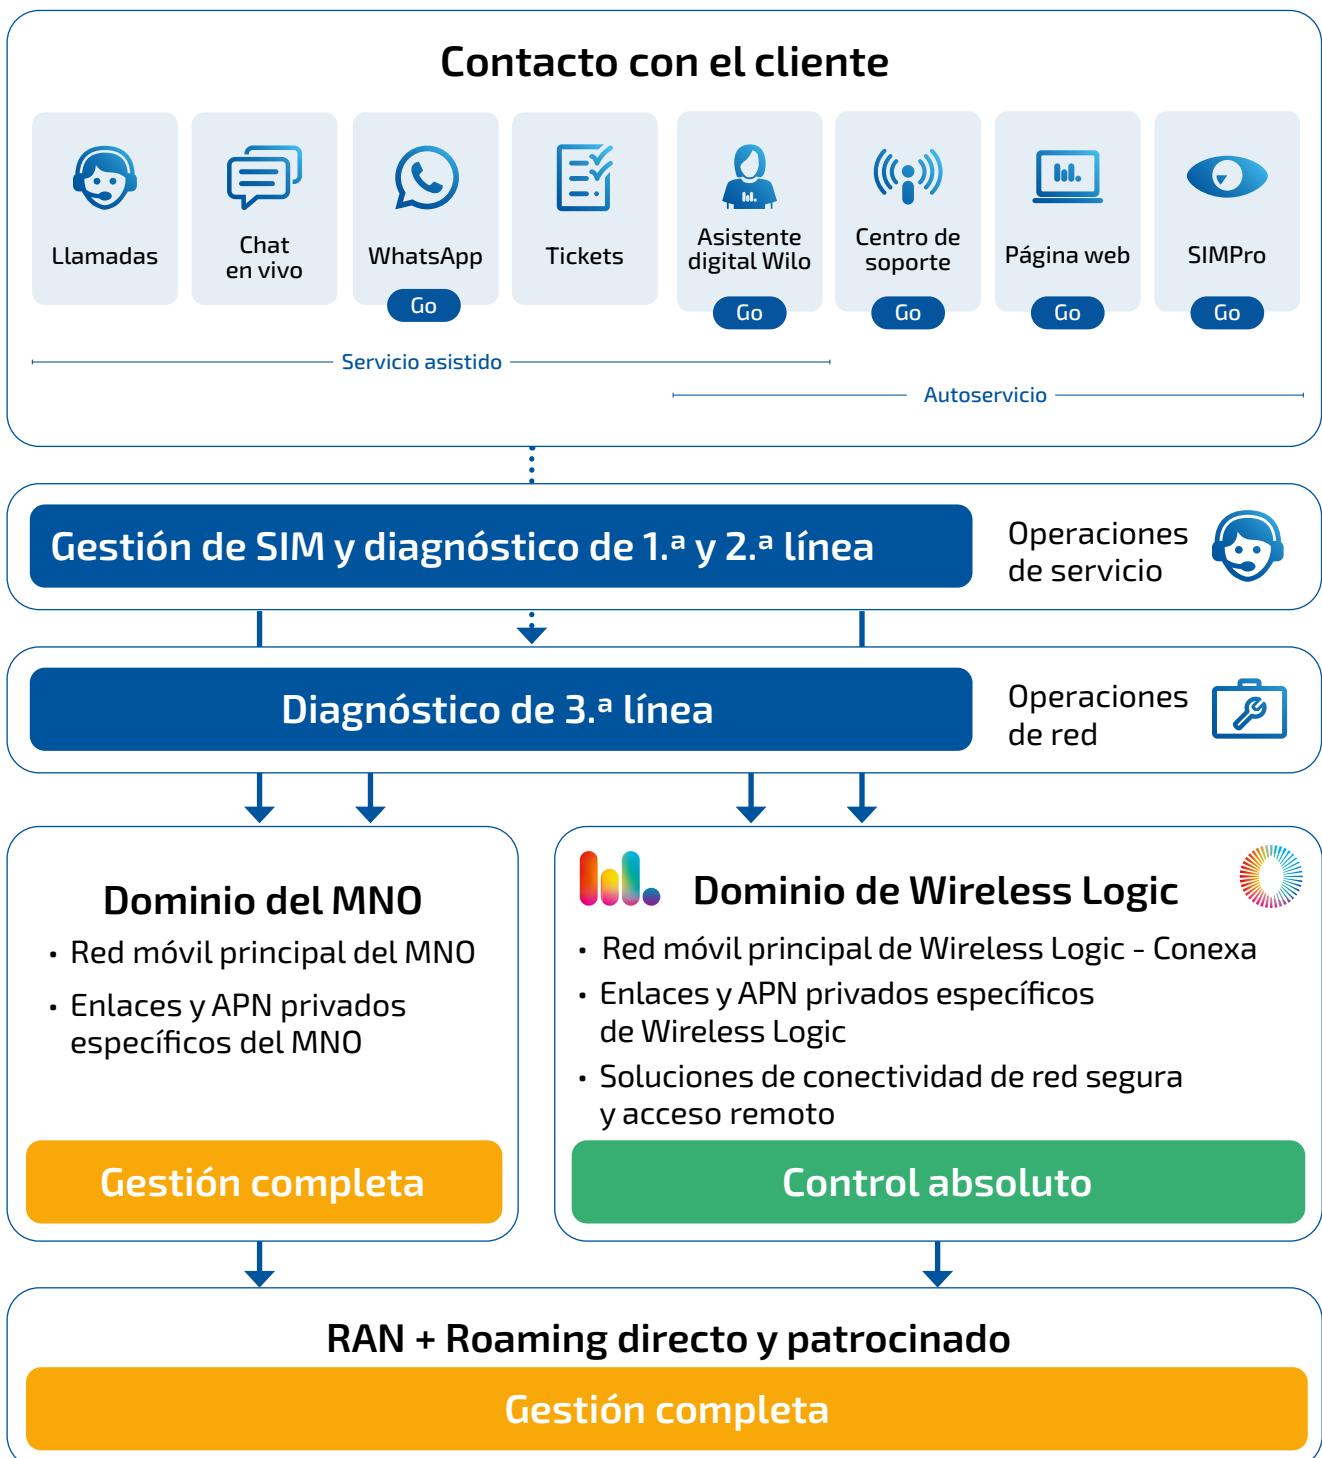 Contacto con el cliente
Llamadas
Chat
en vivo
WhatsApp
Go
Tickets
Asistente
digital Wilo
Go
Centro de
soporte
Go
Página web
Go
SIMPro
Go
Servicio asistido
Autoservicio
Gestión de SIM y diagnóstico de 1.ª y 2.ª línea
Operaciones
de servicio
Diagnóstico de 3.ª línea
Operaciones
de red
Dominio del MNO
· Red móvil principal del MNO
· Enlaces y APN privados
específicos del MNO
Gestión completa
Dominio de Wireless Logic
· Red móvil principal de Wireless Logic - Conexa
· Enlaces y APN privados específicos
de Wireless Logic
· Soluciones de conectividad de red segura
y acceso remoto
Control absoluto
RAN + Roaming directo y patrocinado
Gestión completa